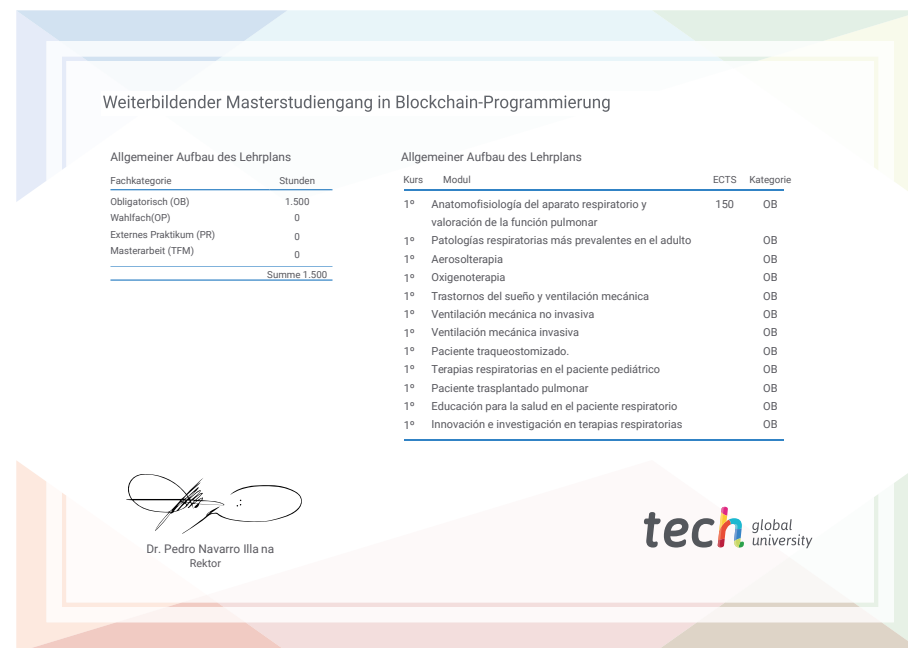 Weiterbildender Masterstudiengang in Blockchain-Programmierung
Allgemeiner Aufbau des Lehrplans
Fachkategorie Stunden
Obligatorisch (OB) 1.500
Wahlfach(OP) 0
Externes Praktikum (PR) 0
Masterarbeit (TFM) 0
Summe 1.500
Allgemeiner Aufbau des Lehrplans
Kurs Modul ECTS Kategorie
1º Anatomofisiología del aparato respiratorio y 150 OB
valoración de la función pulmonar
1º Patologías respiratorias más prevalentes en el adulto OB
1º Aerosolterapia OB
1º Oxigenoterapia OB
1º Trastornos del sueño y ventilación mecánica OB
1º Ventilación mecánica no invasiva OB
1º Ventilación mecánica invasiva OB
1º Paciente traqueostomizado. OB
1º Terapias respiratorias en el paciente pediátrico OB
1º Paciente trasplantado pulmonar OB
1º Educación para la salud en el paciente respiratorio OB
1º Innovación e investigación en terapias respiratorias OB
Dr. Pedro Navarro Illa na
Rektor
tech global
university